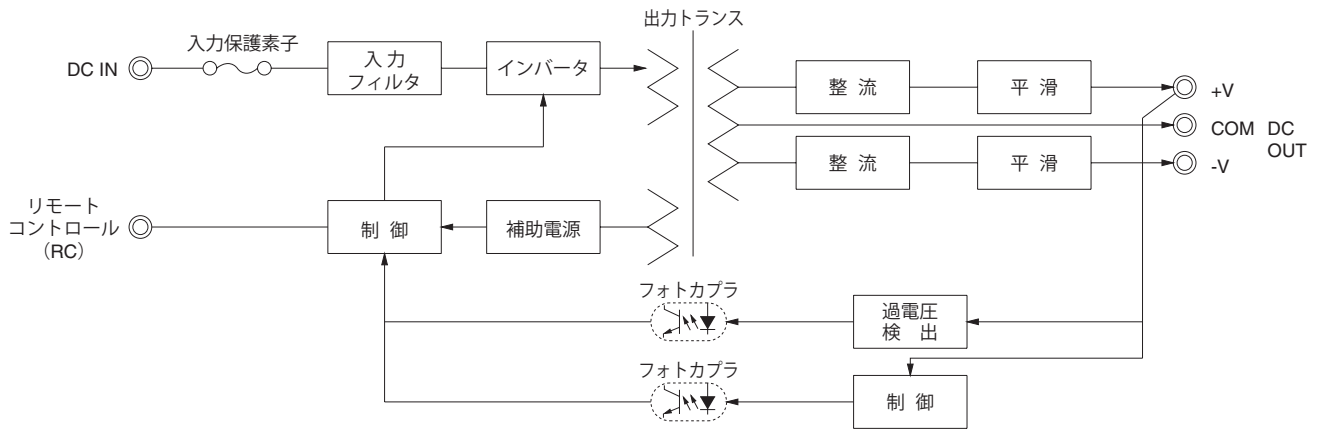 出力トランス
入力保護素子
DC IN
入 力
フィルタ
インバータ
整 流
平 滑
+V
COM DC
OUT
整 流
平 滑
-V
リモート
コントロール
（RC）
制 御
補助電源
フォトカプラ
過電圧
検 出
フォトカプラ
制 御